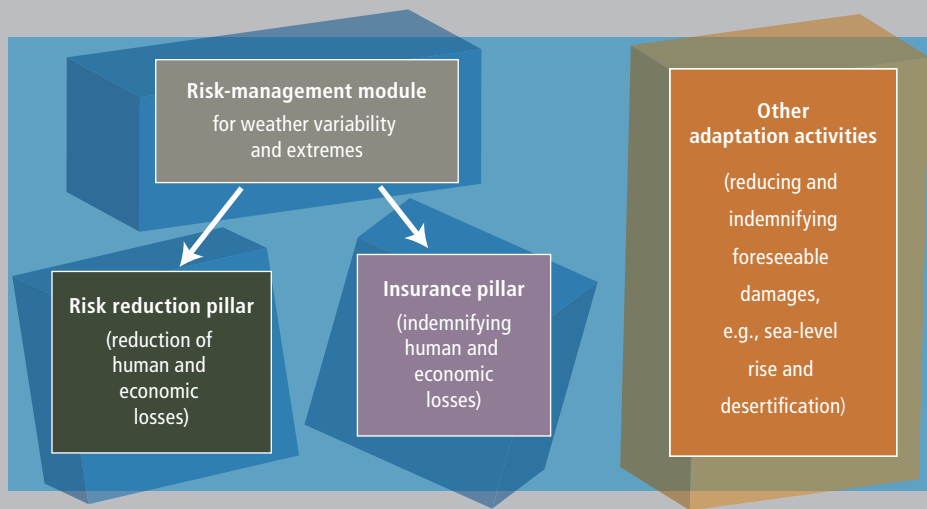 Risk-management module
for weather variability
and extremes
Risk reduction pillar
(reduction of
human and
economic
losses)
Insurance pillar
(indemnifying
human and
economic
losses)
Other
adaptation activities
(reducing and
indemnifying
foreseeable
damages,
e.g., sea-level
rise and
desertification)